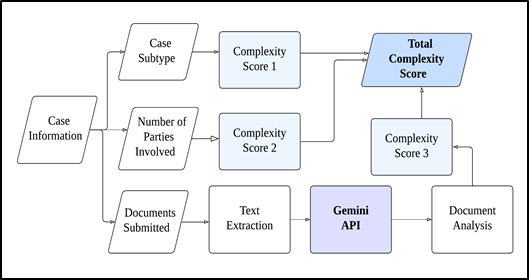 Case
Subtype
Complexity
Score 1
Total
Complexity
Score
Case
Information
Number of
Parties
Involved
Complexity
Score 2
Complexity
Score 3
Documents
Submitted
Text
Extraction
Gemini
API
Document
Analysis